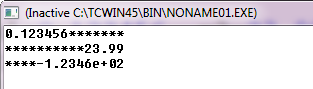 (Inactive C:\TCWIN45\BIN\NONAME01.EXE)
0.123456*******
**********23.99
****-1.2346e+02